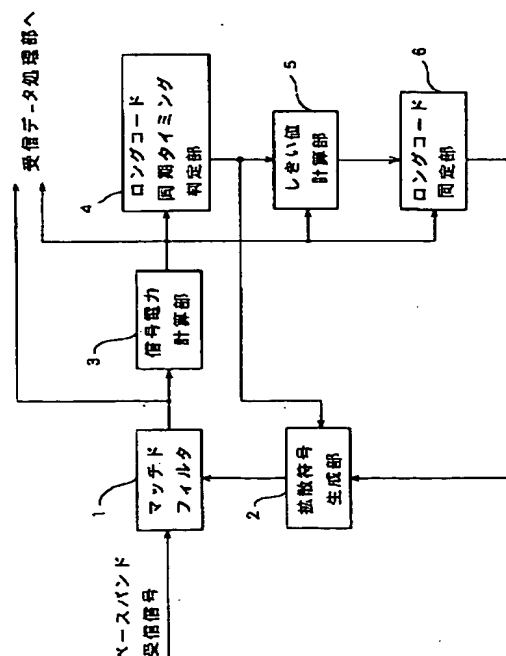 ベースバンド
受信信号
1
マッチド
フィルタ
2
拡散符号
生成部
3
信号電力
計算部
4
ロングコード
同期タイミング
判定部
受信データ処理部へ
5
しきい値
計算部
6
ロングコード
同定部